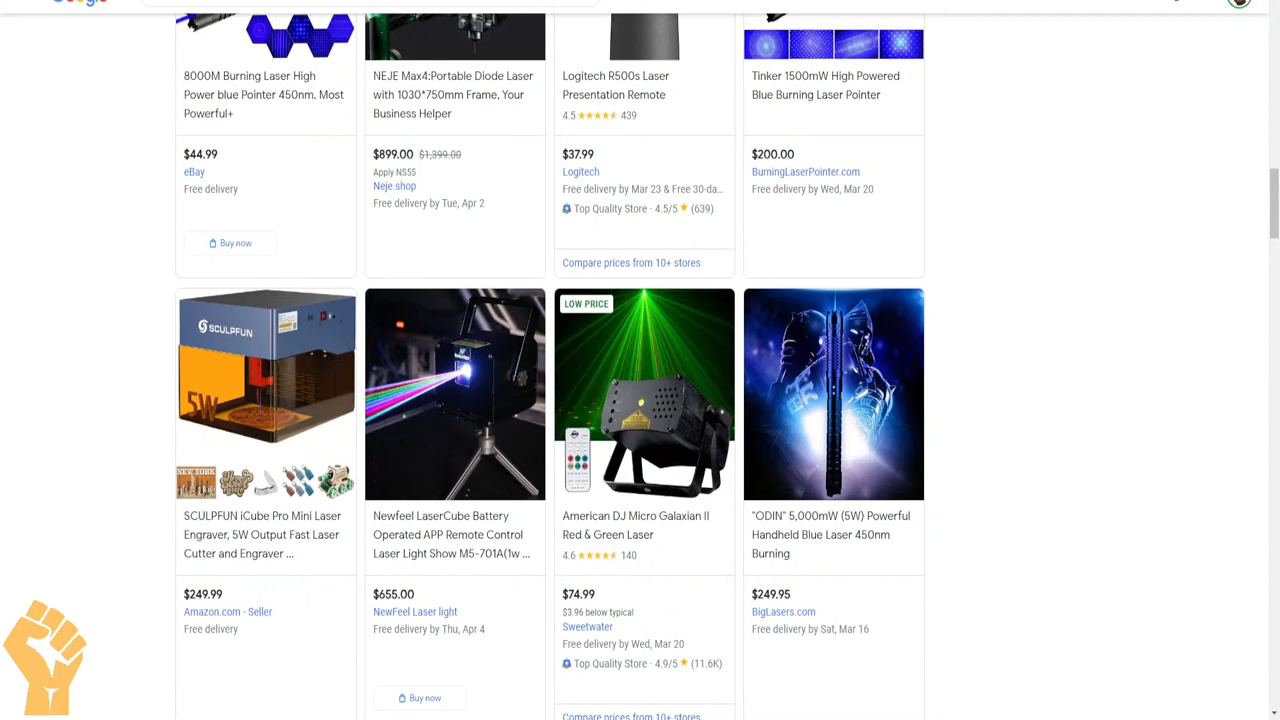 8000M Burning Laser High
Power blue Pointer 450nm. Most
Powerful+
$44.99
eBay
Free delivery
Buy now
NEJE Max4:Portable Diode Laser
with 1030*750mm Frame, Your
Business Helper
$899.00 $1,399.00
Apply NS55
Neje.shop
Free delivery by Tue, Apr 2
Logitech R500s Laser
Presentation Remote
4.5 ★★★★★ 439
$37.99
Logitech
Free delivery by Mar 23 & Free 30-da...
Top Quality Store · 4.5/5 ★ (639)
Compare prices from 10+ stores
Tinker 1500mW High Powered
Blue Burning Laser Pointer
$200.00
BurningLaserPointer.com
Free delivery by Wed, Mar 20
SCULPFUN
5W
NEW YORK
SCULPFUN iCube Pro Mini Laser
Engraver, 5W Output Fast Laser
Cutter and Engraver ...
$249.99
Amazon.com - Seller
Free delivery
Newfeel LaserCube Battery
Operated APP Remote Control
Laser Light Show M5-701A(1w ...
$655.00
NewFeel Laser light
Free delivery by Thu, Apr 4
Buy now
LOW PRICE
American DJ Micro Galaxian II
Red & Green Laser
4.6 ★★★★★ 140
$74.99
$3.96 below typical
Sweetwater
Free delivery by Wed, Mar 20
Top Quality Store · 4.9/5 ★ (11.6K)
Compare prices from 10+ stores
"ODIN" 5,000mW (5W) Powerful
Handheld Blue Laser 450nm
Burning
$249.95
BigLasers.com
Free delivery by Sat, Mar 16